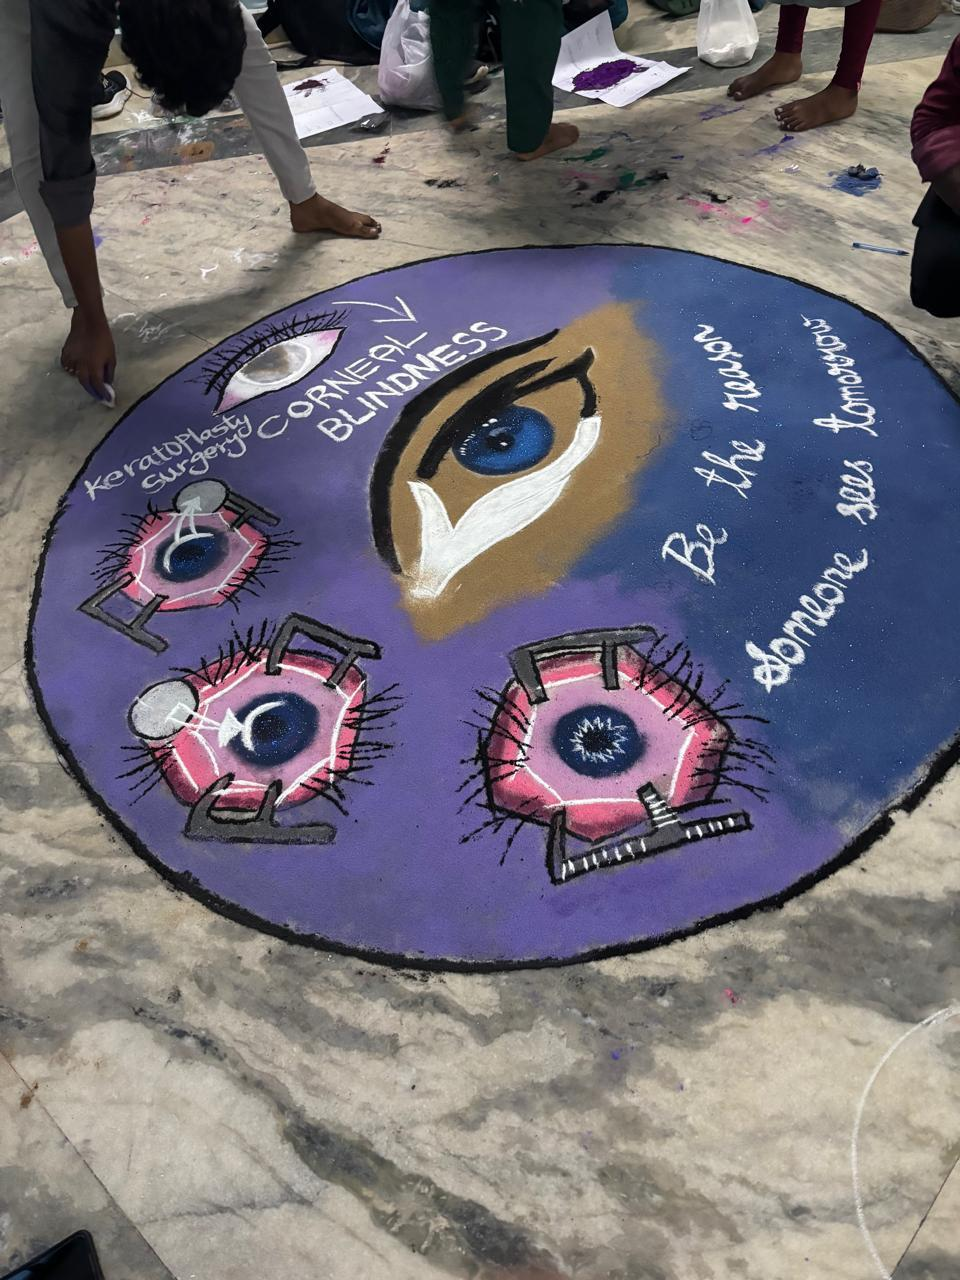 CORNEAL
BLINDNESS
Keratoplasty
Surgery
Be the reason
Someone sees tomorrow